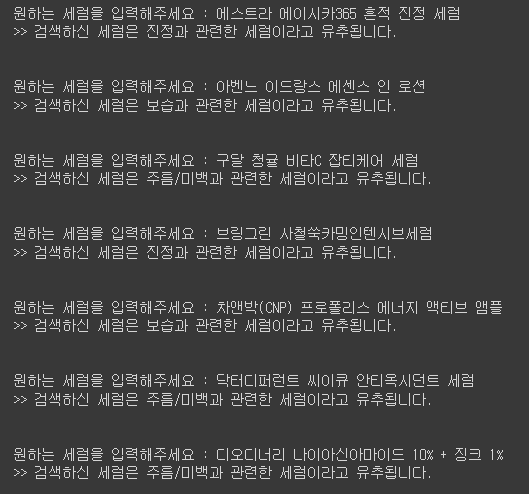 원하는 세럼을 입력해주세요 : 에스트라 에이시카365 흔적 진정 세럼
>> 검색하신 세럼은 진정과 관련한 세럼이라고 유추됩니다.
원하는 세럼을 입력해주세요 : 아벤느 이드랑스 에센스 인 로션
>> 검색하신 세럼은 보습과 관련한 세럼이라고 유추됩니다.
원하는 세럼을 입력해주세요 : 구달 청귤 비타C 잡티케어 세럼
>> 검색하신 세럼은 주름/미백과 관련한 세럼이라고 유추됩니다.
원하는 세럼을 입력해주세요 : 브링그린 사철쑥카밍인텐시브세럼
>> 검색하신 세럼은 진정과 관련한 세럼이라고 유추됩니다.
원하는 세럼을 입력해주세요 : 차앤박(CNP) 프로폴리스 에너지 액티브 앰플
>> 검색하신 세럼은 보습과 관련한 세럼이라고 유추됩니다.
원하는 세럼을 입력해주세요 : 닥터디퍼런트 씨이큐 안티옥시던트 세럼
>> 검색하신 세럼은 주름/미백과 관련한 세럼이라고 유추됩니다.
원하는 세럼을 입력해주세요 : 디오디너리 나이아신아마이드 10% + 징크 1%
>> 검색하신 세럼은 주름/미백과 관련한 세럼이라고 유추됩니다.